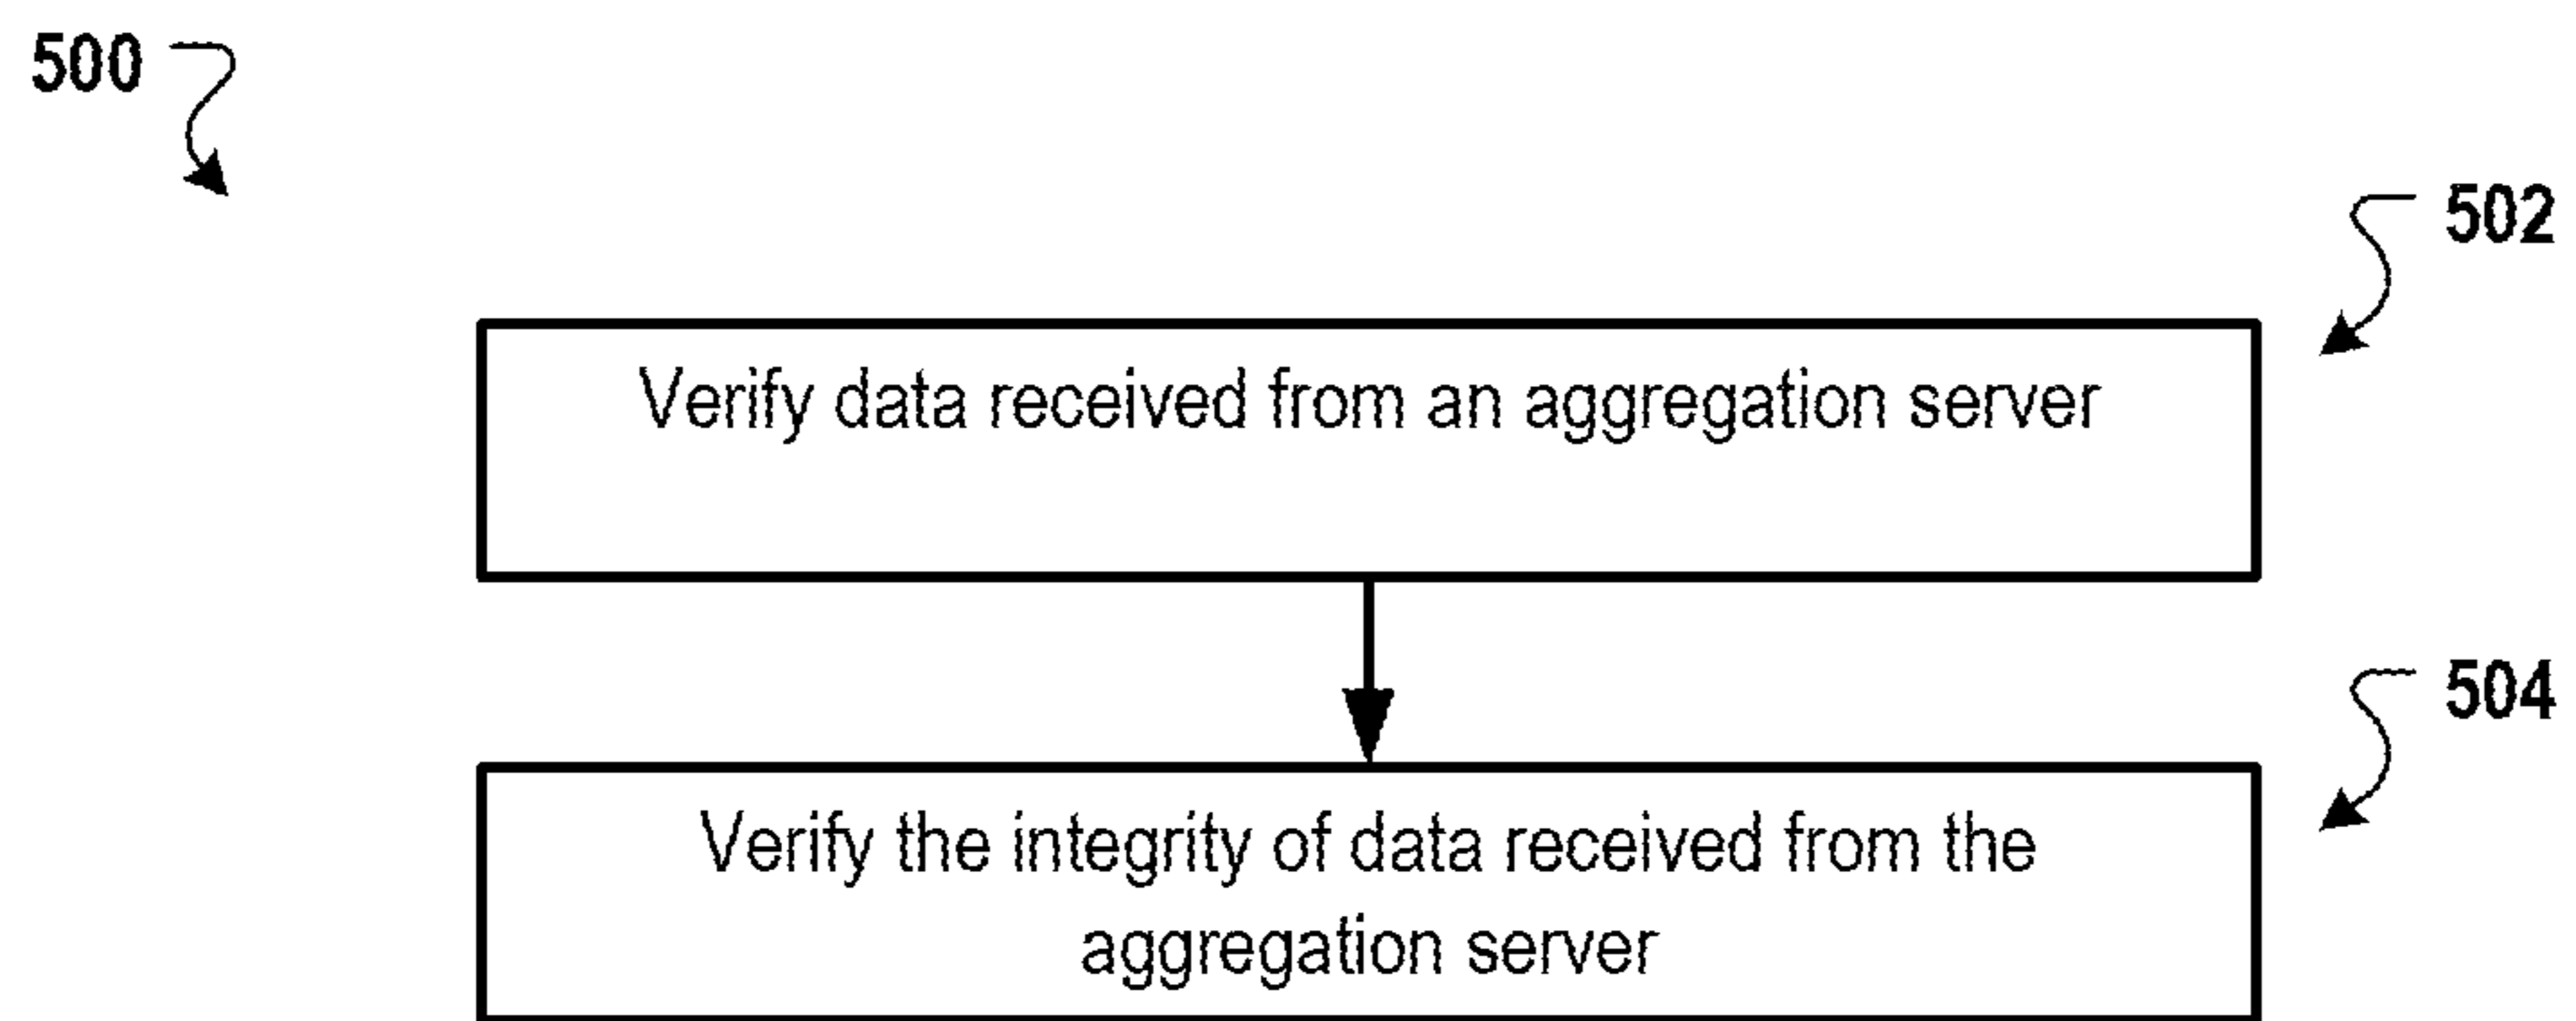 500
502
Verify data received from an aggregation server
504
Verify the integrity of data received from the
aggregation server